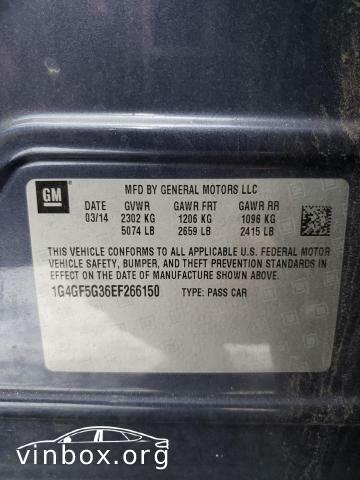 GM
MFD BY GENERAL MOTORS LLC
DATE GVWR GAWR FRT GAWR RR
03/14 2302 KG 1206 KG 1096 KG
5074 LB 2659 LB 2415 LB
THIS VEHICLE CONFORMS TO ALL APPLICABLE U.S. FEDERAL MOTOR
VEHICLE SAFETY, BUMPER, AND THEFT PREVENTION STANDARDS IN
EFFECT ON THE DATE OF MANUFACTURE SHOWN ABOVE.
1G4GF5G36EF266150 TYPE: PASS CAR
vinbox.org